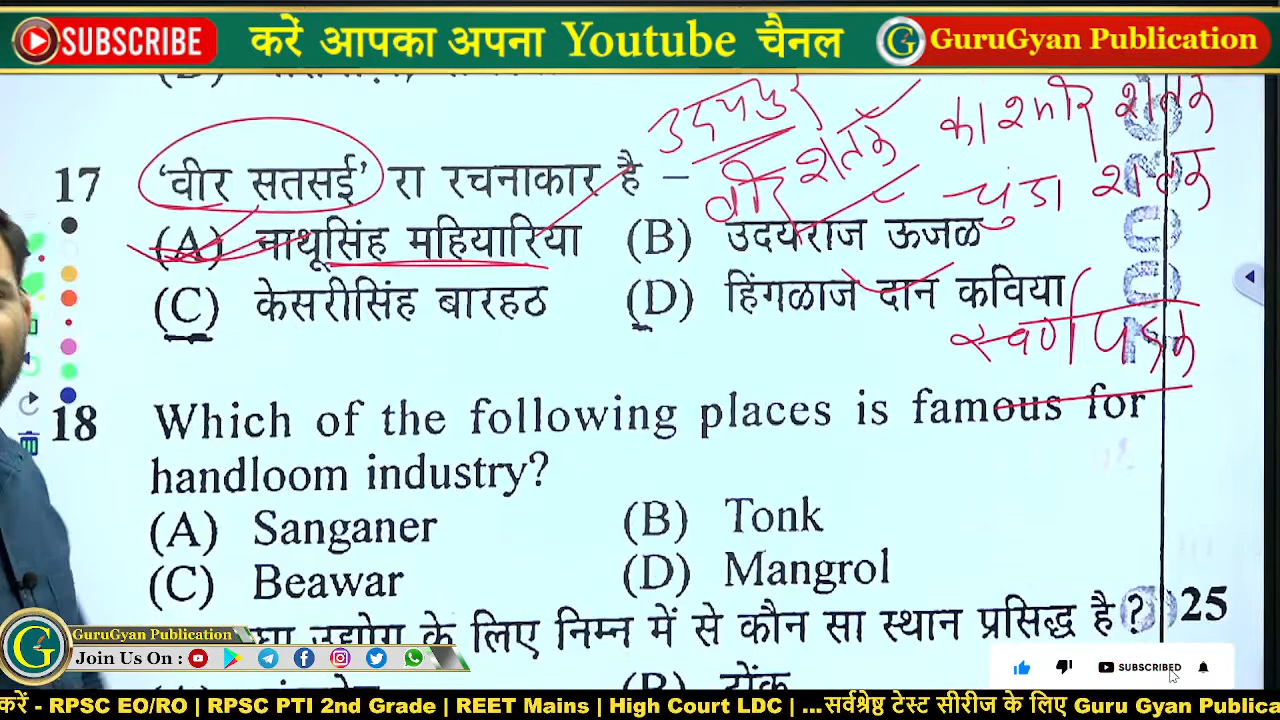 SUBSCRIBE करें आपका अपना Youtube चैनल G GuruGyan Publication
उदयपुर
वीर शतक
काश्मीर शतक
चुंडा शतक
17 'वीर सतसई' रा रचनाकार है –
(A) नाथूसिंह महियारिया (B) उदयराज ऊजळ
(C) केसरीसिंह बारहठ (D) हिंगळाजे दान कविया
स्वर्ण पदक
18 Which of the following places is famous for
handloom industry?
(A) Sanganer (B) Tonk
(C) Beawar (D) Mangrol
उद्योग के लिए निम्न में से कौन सा स्थान प्रसिद्ध है ? 25
(B) टोंक
G GuruGyan Publication
Join Us On :
SUBSCRIBED
करें - RPSC EO/RO | RPSC PTI 2nd Grade | REET Mains | High Court LDC | ...सर्वश्रेष्ठ टेस्ट सीरीज के लिए Guru Gyan Publica